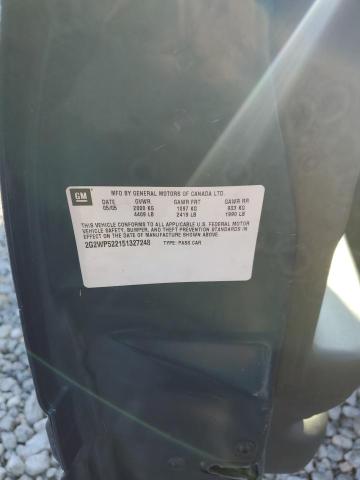 GM
MFD BY GENERAL MOTORS OF CANADA LTD.
DATE GVWR GAWR FRT GAWR RR
05/05 2000 KG 1097 KG 903 KG
4409 LB 2419 LB 1990 LB
THIS VEHICLE CONFORMS TO ALL APPLICABLE U.S. FEDERAL MOTOR
VEHICLE SAFETY, BUMPER, AND THEFT PREVENTION STANDARDS IN
EFFECT ON THE DATE OF MANUFACTURE SHOWN ABOVE.
2G2WP522151327248 TYPE: PASS CAR